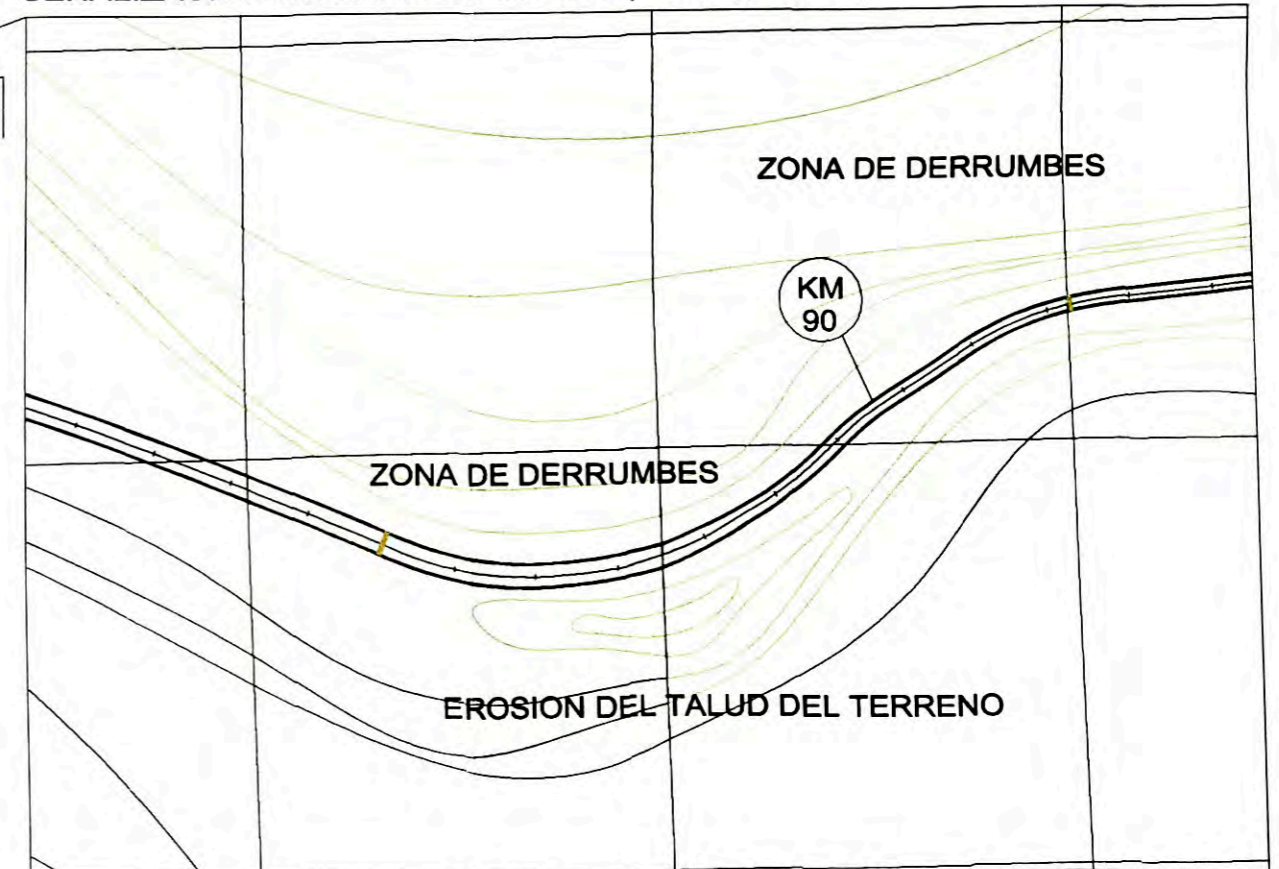 ZONA DE DERRUMBES
KM
90
ZONA DE DERRUMBES
EROSION DEL TALUD DEL TERRENO